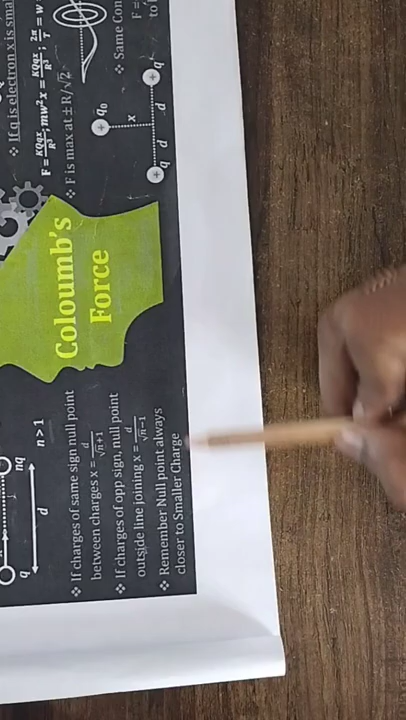 ❖ If q is electron x is smal
F = KQqx/R³ ; mw²x = KQqx/R³ ; 2π/T = w
❖ F is max at ± R/√2
❖ Same Con
F =
to
q₀
x
q d d q
+ + +
Coloumb's
Force
q nq
d n > 1
❖ If charges of same sign null point
between charges x = d/√n+1
❖ If charges of opp sign, null point
outside line joining x = d/√n−1
❖ Remember Null point always
closer to Smaller Charge